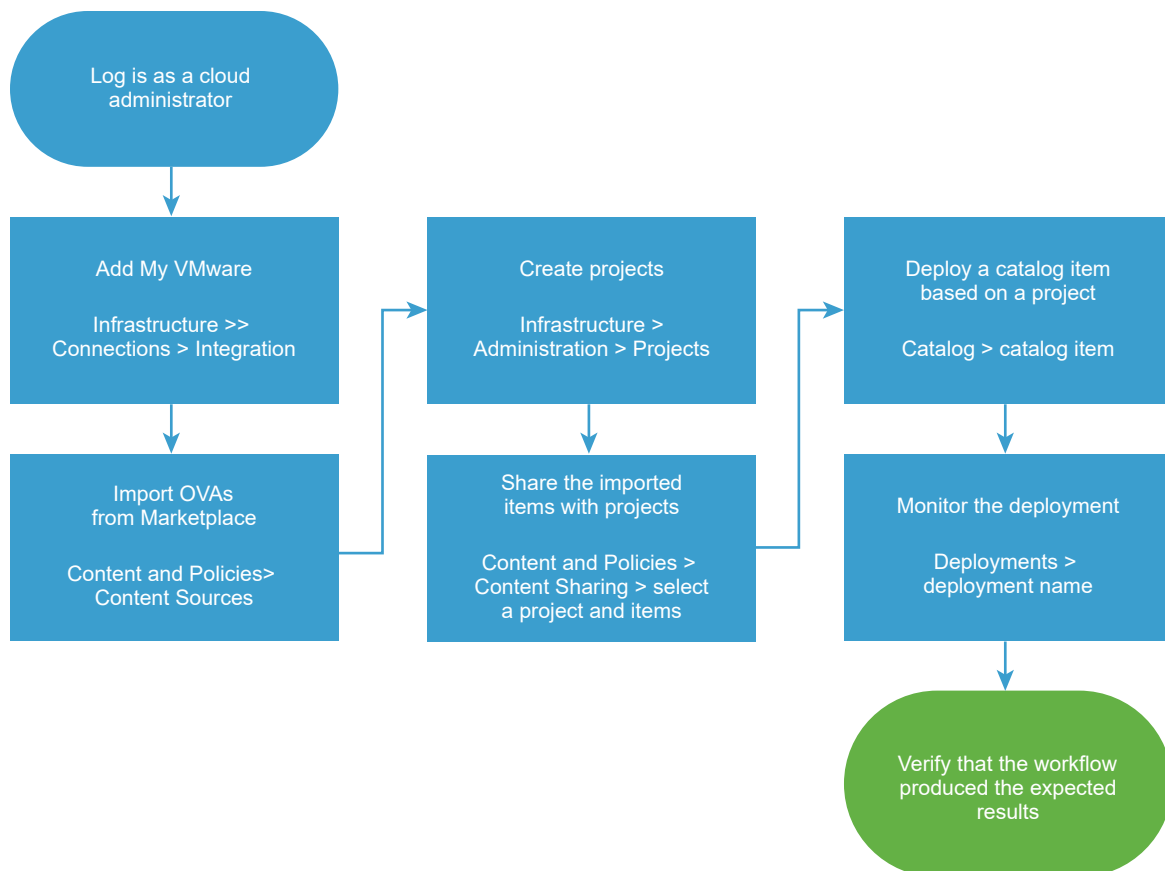 Log is as a cloud
administrator
Add My VMware
Infrastructure >>
Connections > Integration
Import OVAs
from Marketplace
Content and Policies>
Content Sources
Create projects
Infrastructure >
Administration > Projects
Share the imported
items with projects
Content and Policies >
Content Sharing > select
a project and items
Deploy a catalog item
based on a project
Catalog > catalog item
Monitor the deployment
Deployments >
deployment name
Verify that the workflow
produced the expected
results